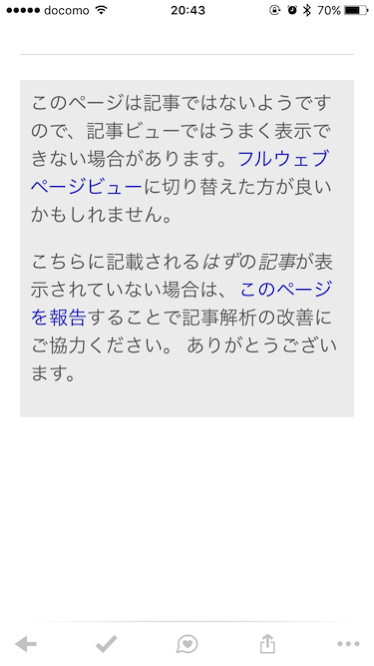 docomo 20:43 70%
このページは記事ではないようです
ので、記事ビューではうまく表示で
きない場合があります。フルウェブ
ページビューに切り替えた方が良い
かもしれません。
こちらに記載されるはずの記事が表
示されていない場合は、このページ
を報告することで記事解析の改善に
ご協力ください。 ありがとうござい
ます。